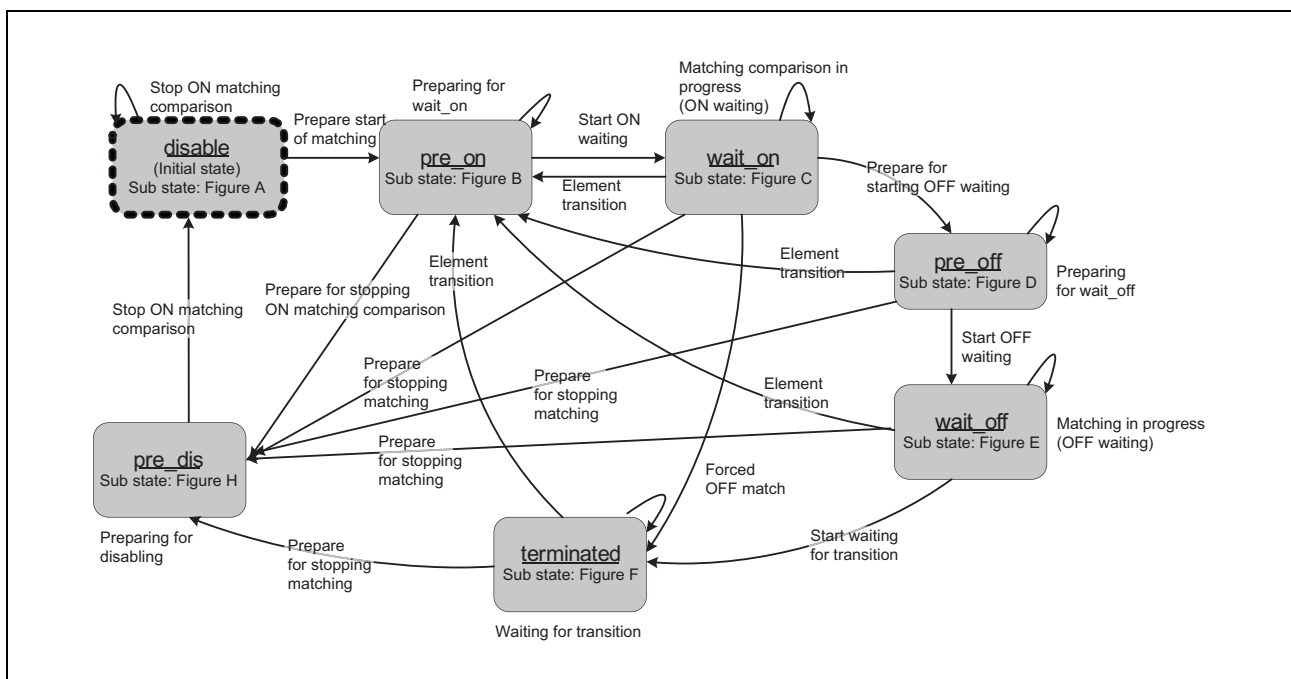 Stop ON matching
comparison
disable
(Initial state)
Sub state: Figure A
Prepare start
of matching
Preparing for
wait_on
pre_on
Sub state: Figure B
Start ON
waiting
Element
transition
Matching comparison in
progress
(ON waiting)
wait_on
Sub state: Figure C
Prepare for
starting OFF waiting
Element
transition
pre_off
Sub state: Figure D
Preparing
for wait_off
Element
transition
Prepare for stopping
ON matching comparison
Stop ON matching
comparison
Start OFF
waiting
Prepare
for stopping
matching
Prepare
for stopping
matching
Element
transition
wait_off
Sub state: Figure E
Matching in progress
(OFF waiting)
pre_dis
Sub state: Figure H
Prepare
for stopping
matching
Forced
OFF match
Preparing for
disabling
Prepare
for stopping
matching
terminated
Sub state: Figure F
Start waiting
for transition
Waiting for transition